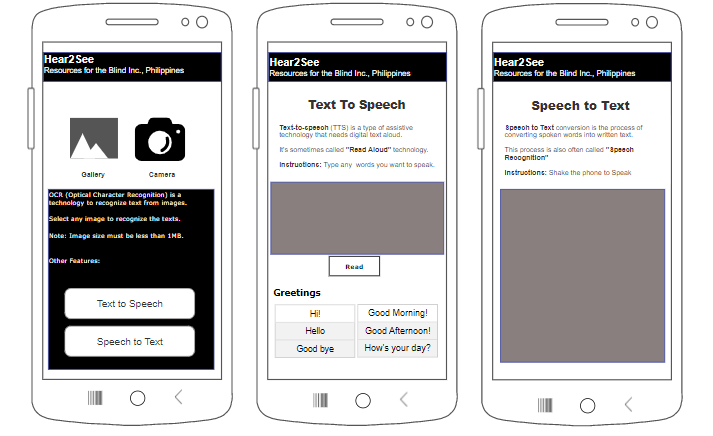 Hear2See
Resources for the Blind Inc., Philippines
Gallery
Camera
OCR (Optical Character Recognition) is a
technology to recognize text from images.
Select any image to recognize the texts.
Note: Image size must be less than 1MB.
Other Features:
Text to Speech
Speech to Text
Hear2See
Resources for the Blind Inc., Philippines
Text To Speech
Text-to-speech (TTS) is a type of assistive
technology that needs digital text aloud.
It's sometimes called "Read Aloud" technology.
Instructions: Type any words you want to speak.
Read
Greetings
Hi!
Good Morning!
Hello
Good Afternoon!
Good bye
How's your day?
Hear2See
Resources for the Blind Inc., Philippines
Speech to Text
Speech to Text conversion is the process of
converting spoken words into written text.
This process is also often called "Speech
Recognition"
Instructions: Shake the phone to Speak